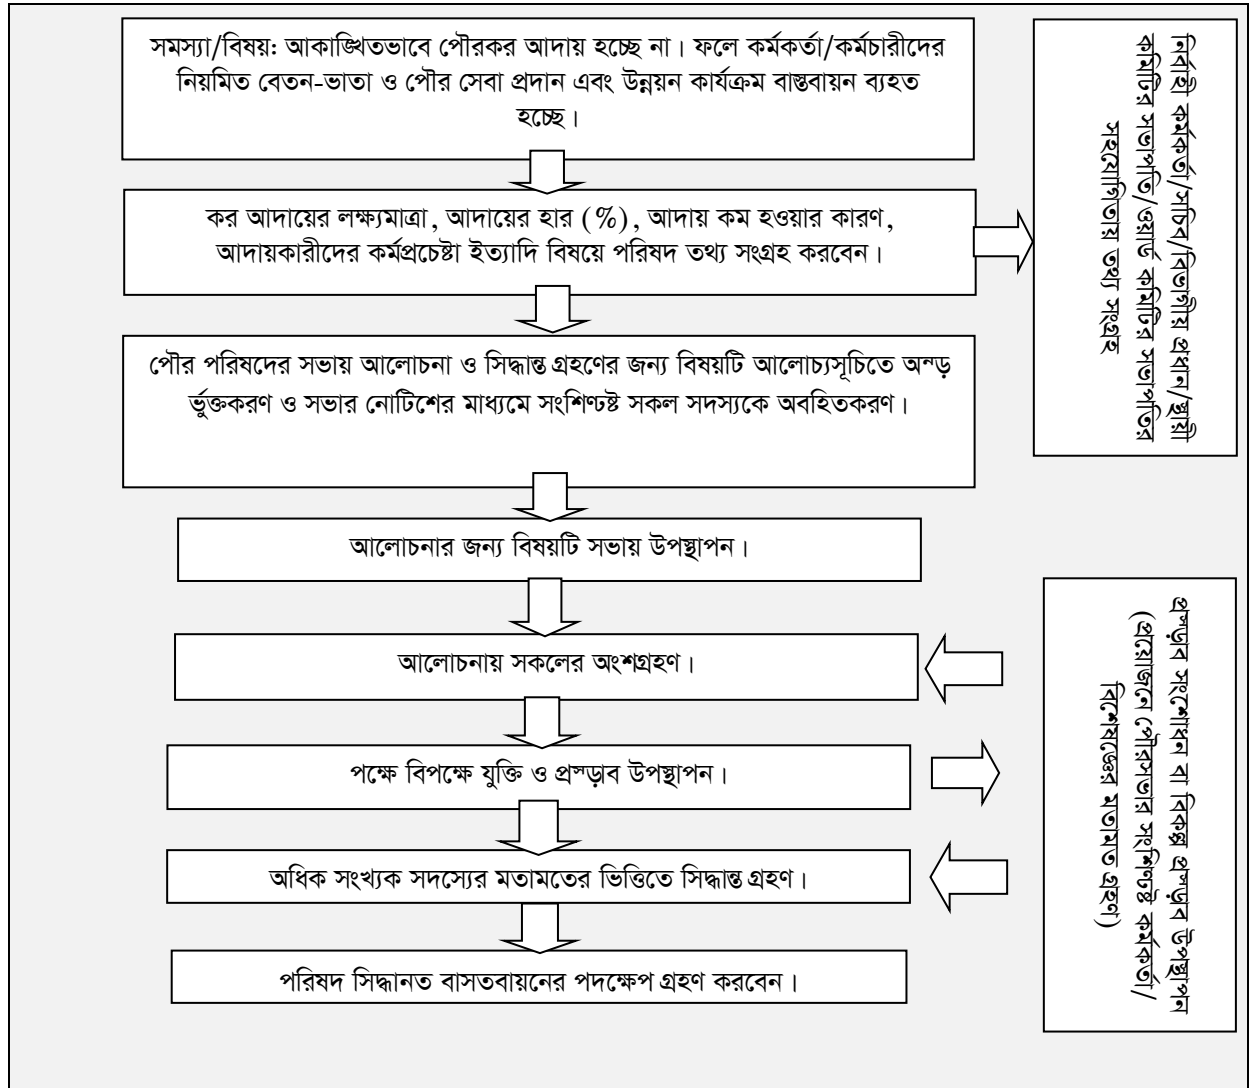 সমস্যা/বিষয়: আকাঙ্খিতভাবে পৌরকর আদায় হচ্ছে না। ফলে কর্মকর্তা/কর্মচারীদের
নিয়মিত বেতন-ভাতা ও পৌর সেবা প্রদান এবং উন্নয়ন কার্যক্রম বাস্তবায়ন ব্যহত
হচ্ছে।
কর আদায়ের লক্ষ্যমাত্রা, আদায়ের হার (%), আদায় কম হওয়ার কারণ,
আদায়কারীদের কর্মপ্রচেষ্টা ইত্যাদি বিষয়ে পরিষদ তথ্য সংগ্রহ করবেন।
নির্বাহী কর্মকর্তা/সচিব/বিভাগীয় প্রধান/স্থায়ী
কমিটির সভাপতি/ওয়ার্ড কমিটির সভাপতির
সহযোগিতায় তথ্য সংগ্রহ
পৌর পরিষদের সভায় আলোচনা ও সিদ্ধান্ত গ্রহণের জন্য বিষয়টি আলোচ্যসূচিতে অন্ড়
র্ভুক্তকরণ ও সভার নোটিশের মাধ্যমে সংশিণ্ডষ্ট সকল সদস্যকে অবহিতকরণ।
আলোচনার জন্য বিষয়টি সভায় উপস্থাপন।
আলোচনায় সকলের অংশগ্রহণ।
পক্ষে বিপক্ষে যুক্তি ও প্রস্ড়াব উপস্থাপন।
অধিক সংখ্যক সদস্যের মতামতের ভিত্তিতে সিদ্ধান্ত গ্রহণ।
পরিষদ সিদ্ধানত বাসতবায়নের পদক্ষেপ গ্রহণ করবেন।
প্রস্ড়াব সংশোধন বা বিকল্প প্রস্ড়াব উপস্থাপন
(প্রয়োজনে পৌরসভার সংশিণ্ডষ্ট কর্মকর্তা/
বিশেষজ্ঞের মতামত গ্রহণ)